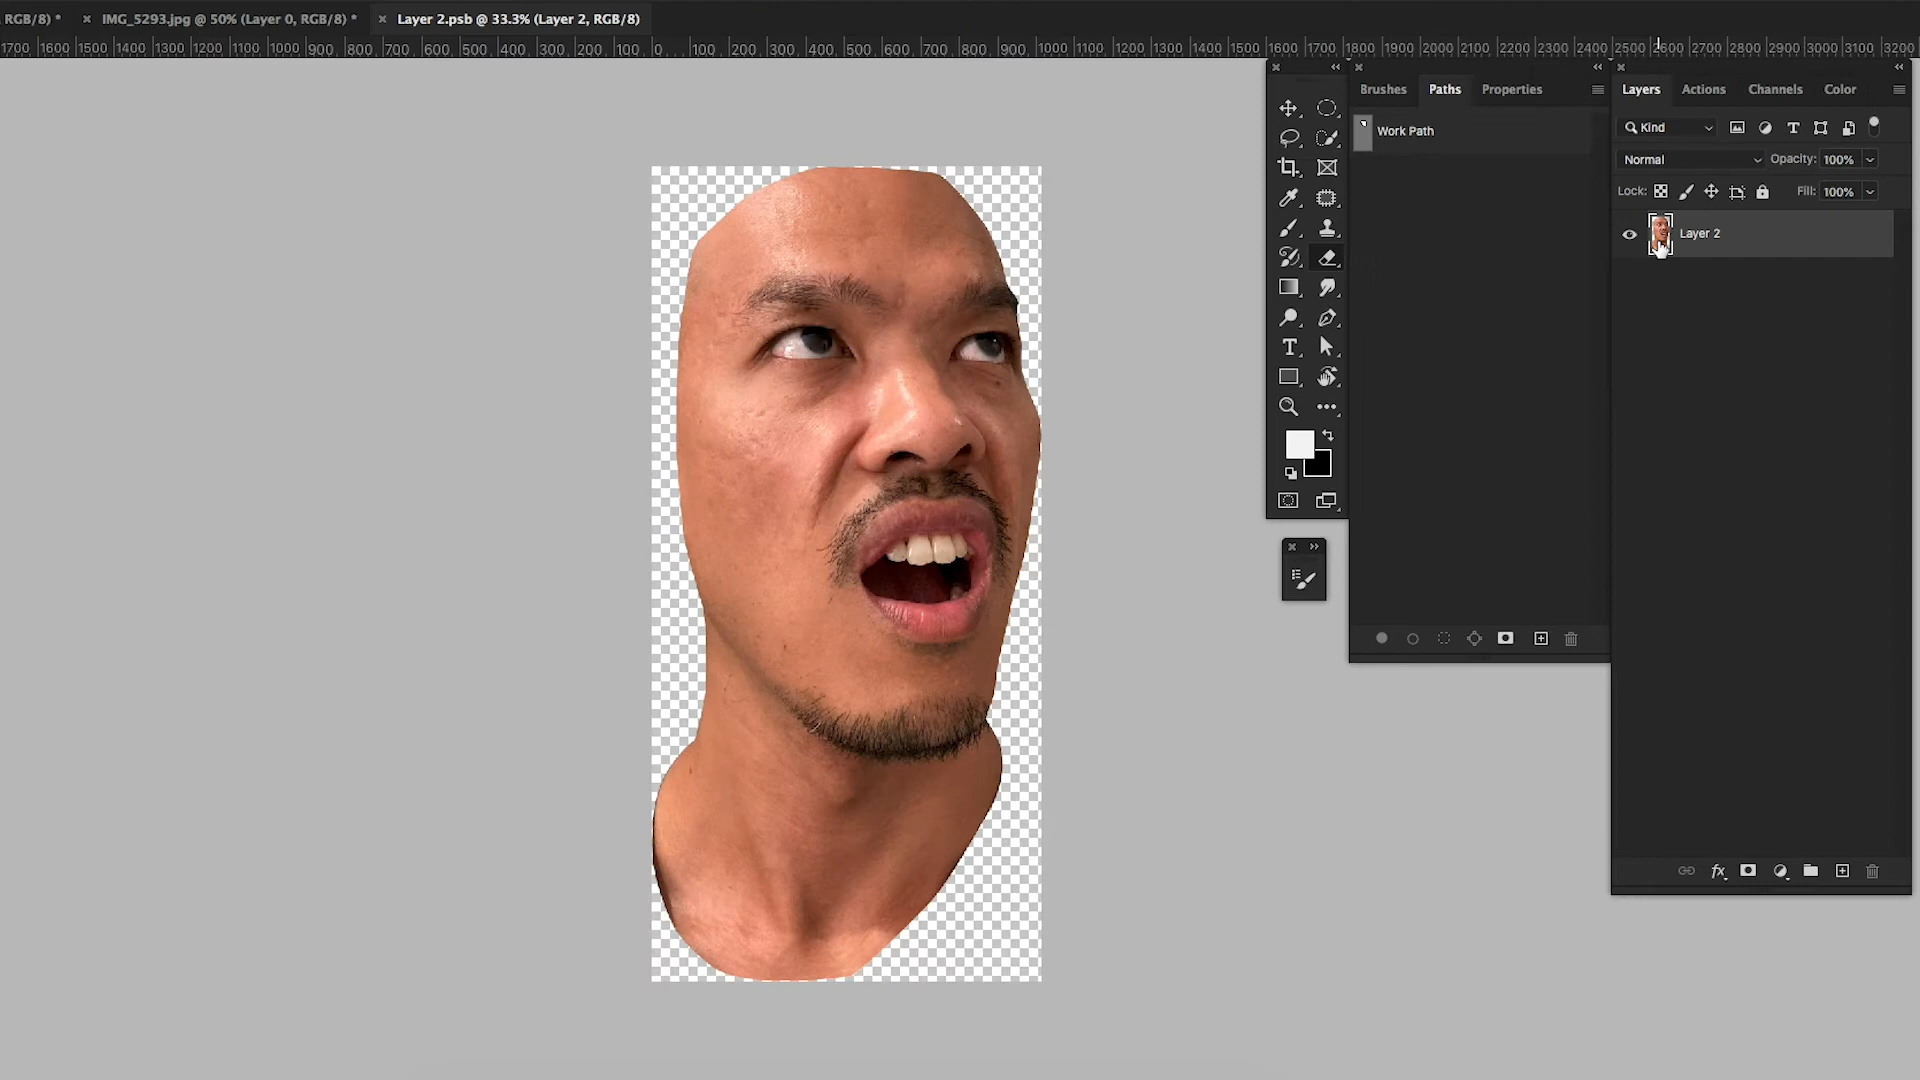 RGB/8) * × IMG_5293.jpg @ 50% (Layer 0, RGB/8) * × Layer 2.psb @ 33.3% (Layer 2, RGB/8)
1700 1600 1500 1400 1300 1200 1100 1000 900 800 700 600 500 400 300 200 100 0 100 200 300 400 500 600 700 800 900 1000 1100 1200 1300 1400 1500 1600 1700 1800 1900 2000 2100 2200 2300 2400 2500 2600 2700 2800 2900 3000 3100 3200
Brushes Paths Properties
Work Path
Layers Actions Channels Color
Kind
Normal Opacity: 100%
Lock: Fill: 100%
Layer 2
fx